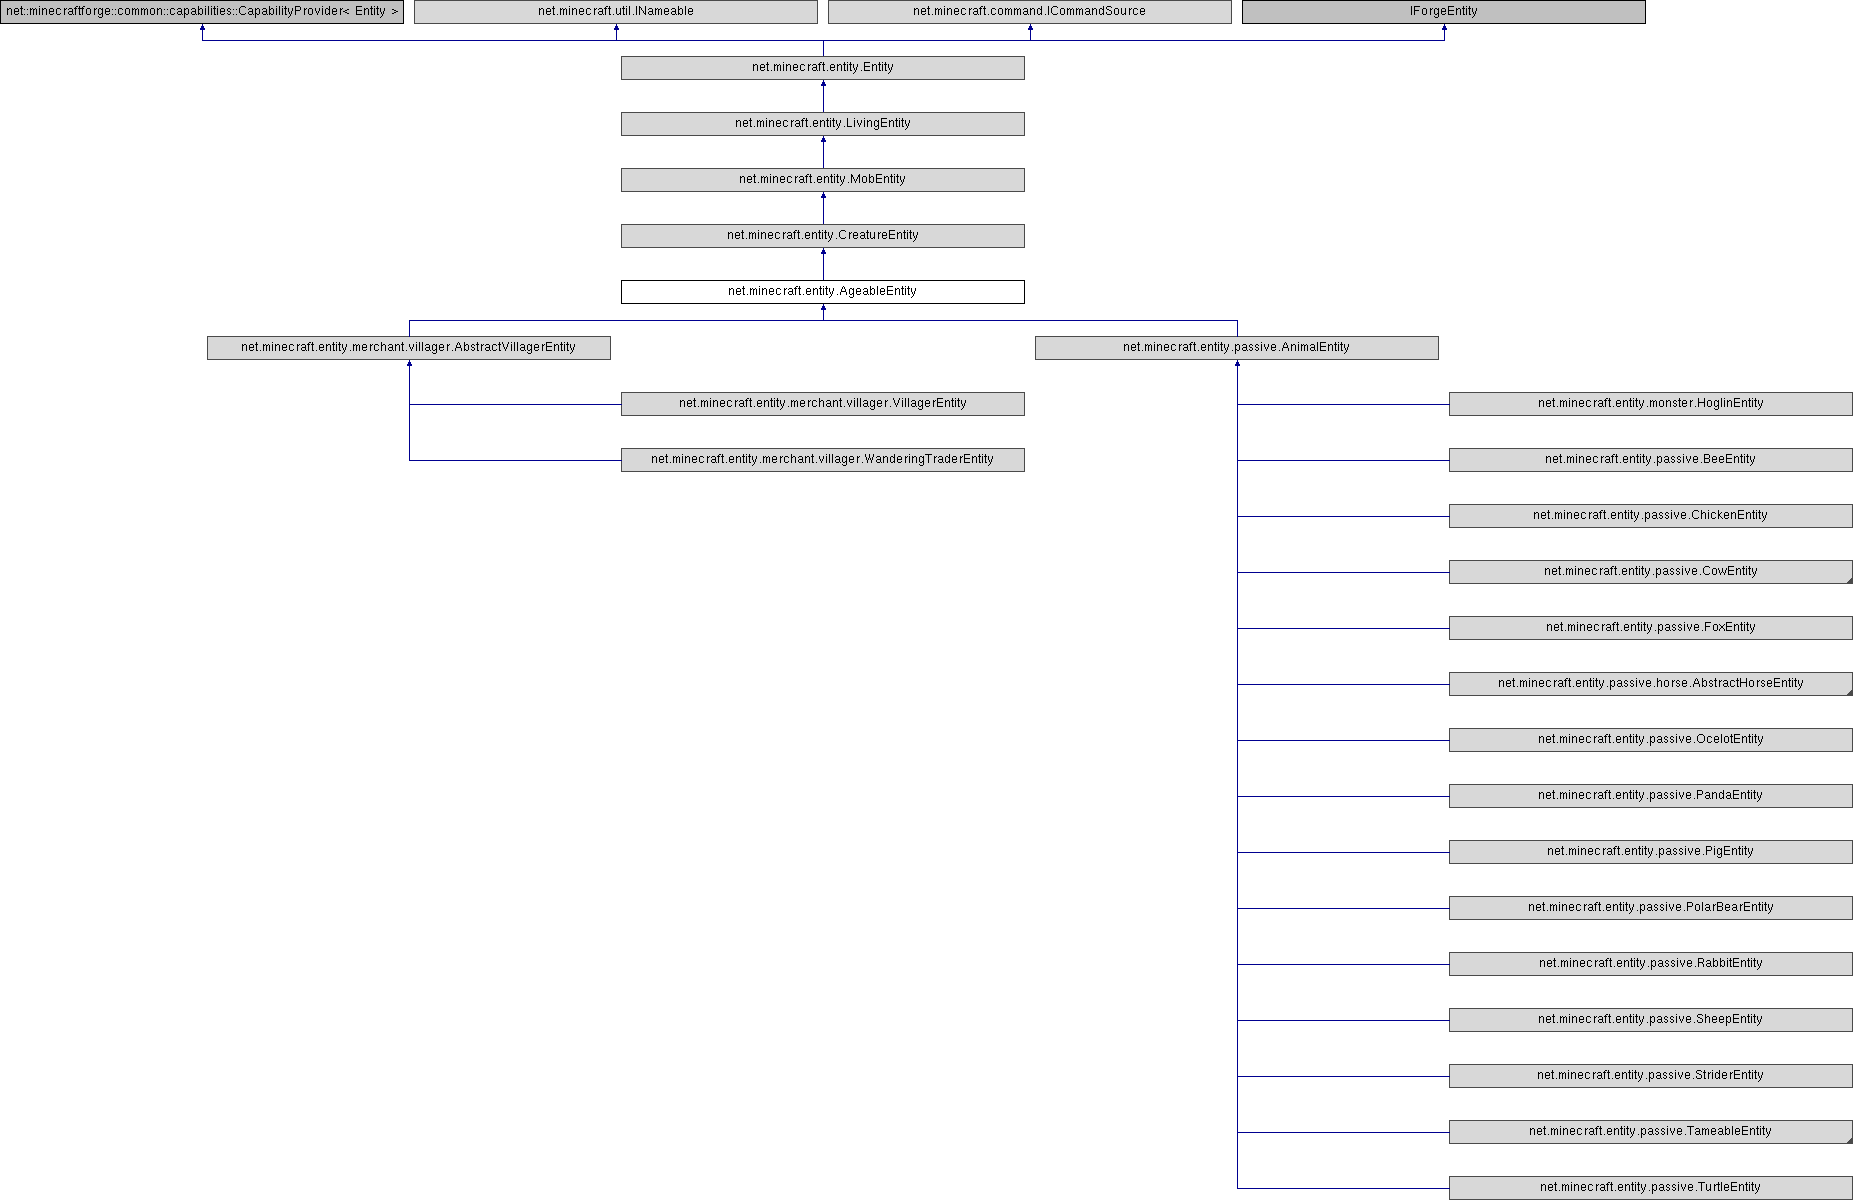 net::minecraftforge::common::capabilities::CapabilityProvider< Entity >
net.minecraft.util.INameable
net.minecraft.command.ICommandSource
IForgeEntity
net.minecraft.entity.Entity
net.minecraft.entity.LivingEntity
net.minecraft.entity.MobEntity
net.minecraft.entity.CreatureEntity
net.minecraft.entity.AgeableEntity
net.minecraft.entity.merchant.villager.AbstractVillagerEntity
net.minecraft.entity.passive.AnimalEntity
net.minecraft.entity.merchant.villager.VillagerEntity
net.minecraft.entity.monster.HoglinEntity
net.minecraft.entity.merchant.villager.WanderingTraderEntity
net.minecraft.entity.passive.BeeEntity
net.minecraft.entity.passive.ChickenEntity
net.minecraft.entity.passive.CowEntity
net.minecraft.entity.passive.FoxEntity
net.minecraft.entity.passive.horse.AbstractHorseEntity
net.minecraft.entity.passive.OcelotEntity
net.minecraft.entity.passive.PandaEntity
net.minecraft.entity.passive.PigEntity
net.minecraft.entity.passive.PolarBearEntity
net.minecraft.entity.passive.RabbitEntity
net.minecraft.entity.passive.SheepEntity
net.minecraft.entity.passive.StriderEntity
net.minecraft.entity.passive.TameableEntity
net.minecraft.entity.passive.TurtleEntity